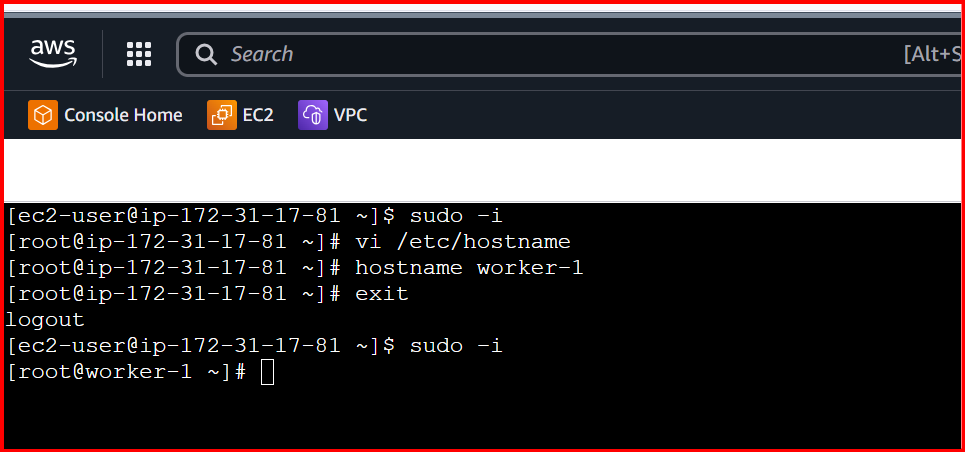 aws
Search
[Alt+S
Console Home
EC2
VPC
[ec2-user@ip-172-31-17-81 ~]$ sudo -i
[root@ip-172-31-17-81 ~]# vi /etc/hostname
[root@ip-172-31-17-81 ~]# hostname worker-1
[root@ip-172-31-17-81 ~]# exit
logout
[ec2-user@ip-172-31-17-81 ~]$ sudo -i
[root@worker-1 ~]#